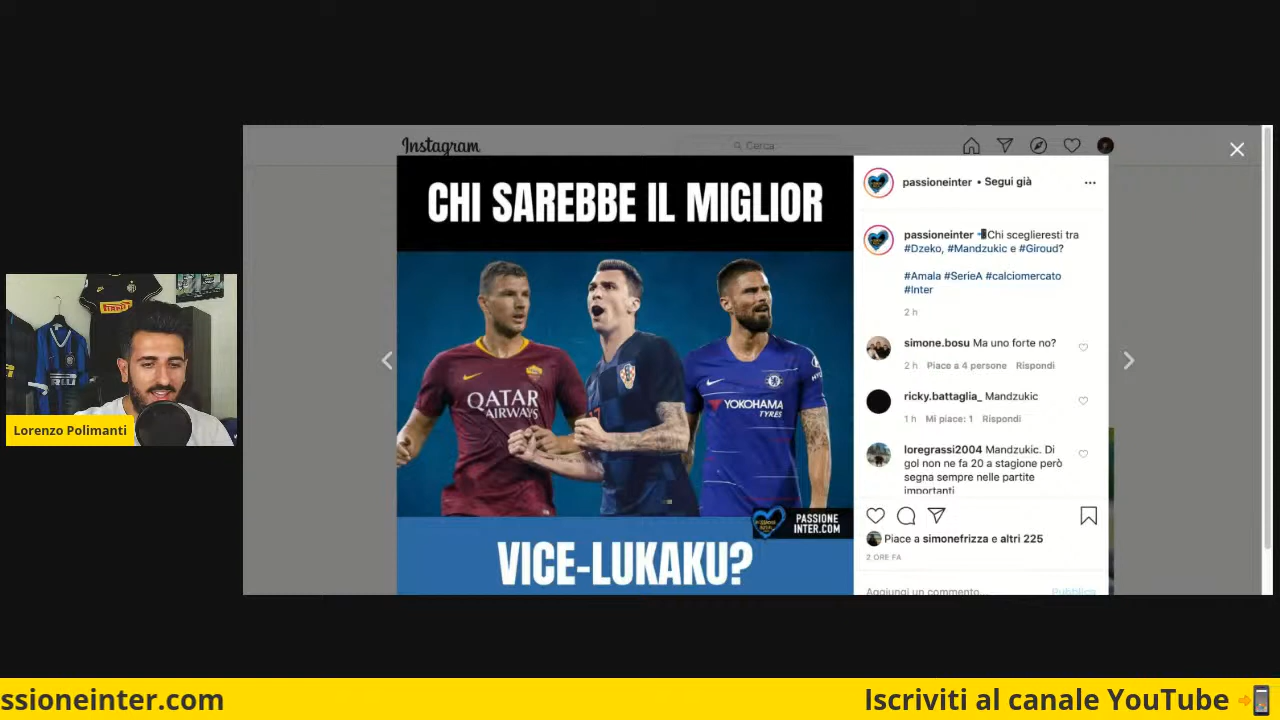 Instagram
Cerca
CHI SAREBBE IL MIGLIOR
QATAR
AIRWAYS
YOKOHAMA
TYRES
PASSIONE
INTER.COM
VICE-LUKAKU?
passioneinter • Segui già
passioneinter Chi sceglieresti tra
#Dzeko, #Mandzukic e #Giroud?
#Amala #SerieA #calciomercato
#Inter
2 h
simone.bosu Ma uno forte no?
2 h Piace a 4 persone Rispondi
ricky.battaglia_ Mandzukic
1 h Mi piace: 1 Rispondi
loregrassi2004 Mandzukic. Di
gol non ne fa 20 a stagione però
segna sempre nelle partite
importanti
Piace a simonefrizza e altri 225
2 ORE FA
Aggiungi un commento...
Pubblica
PIRELLI
Lorenzo Polimanti
ssioneinter.com
Iscriviti al canale YouTube